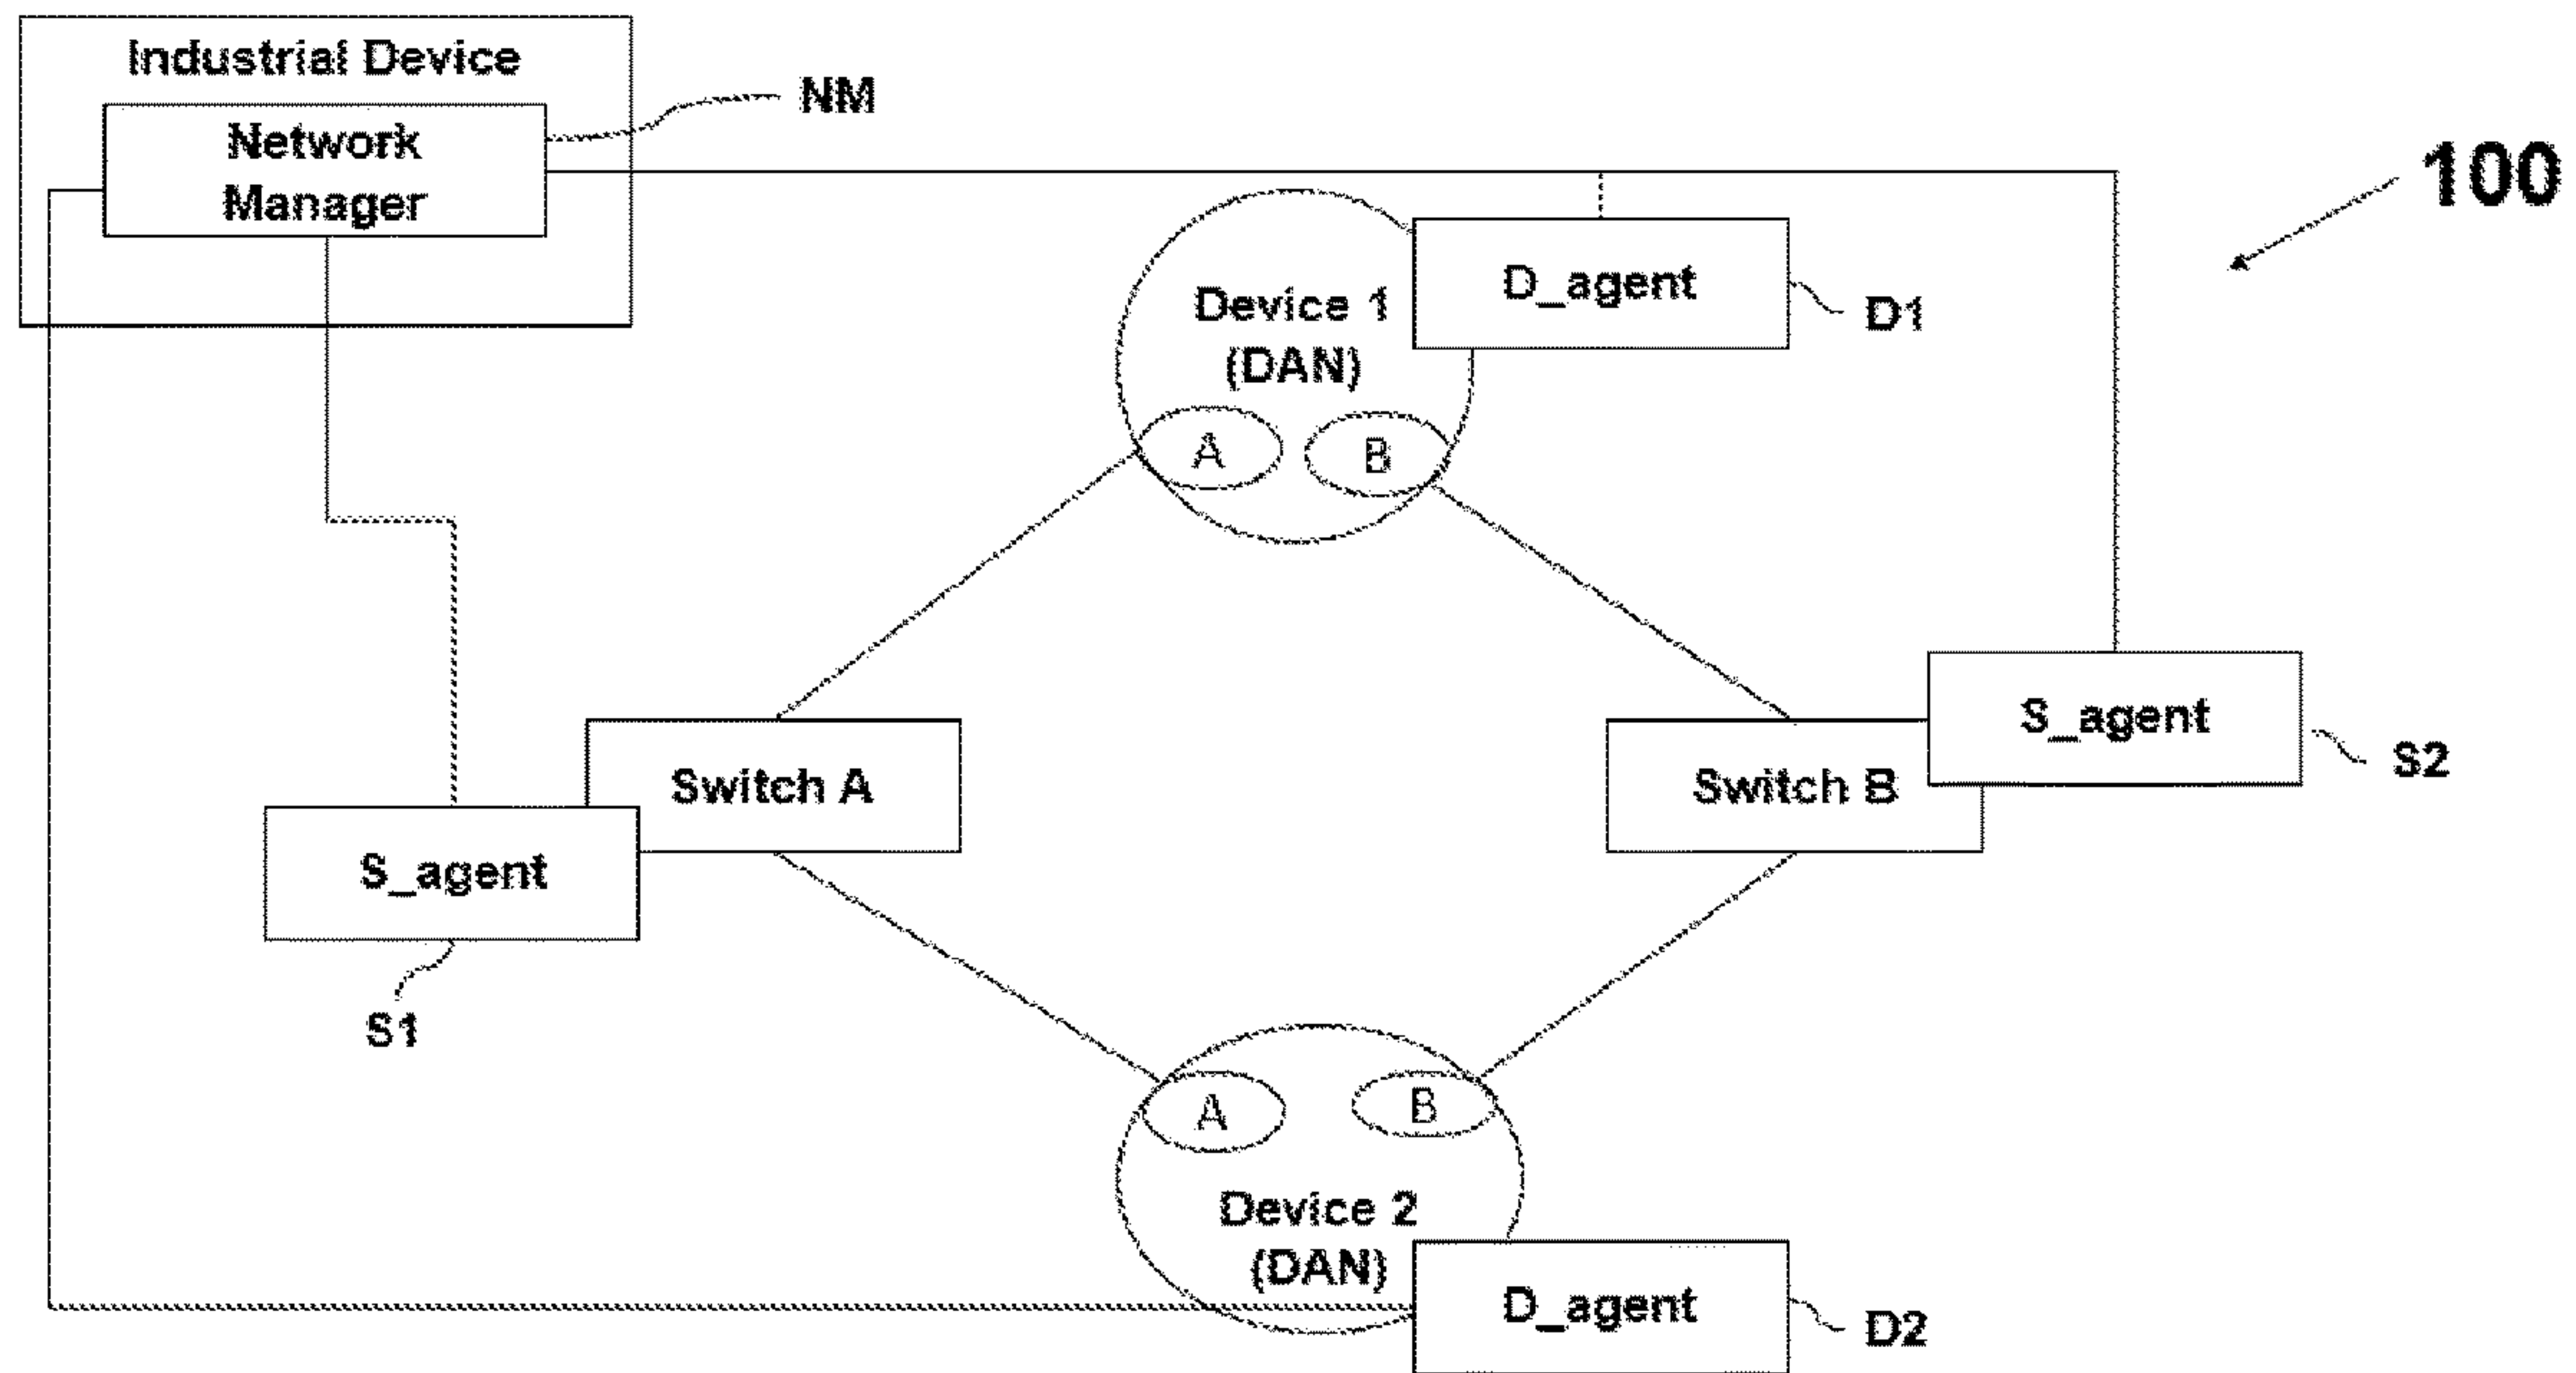 Industrial Device
Network
Manager
NM
100
D_agent
D1
Device 1
(DAN)
A
B
S_agent
S2
Switch A
Switch B
S_agent
S1
A
B
Device 2
(DAN)
D_agent
D2